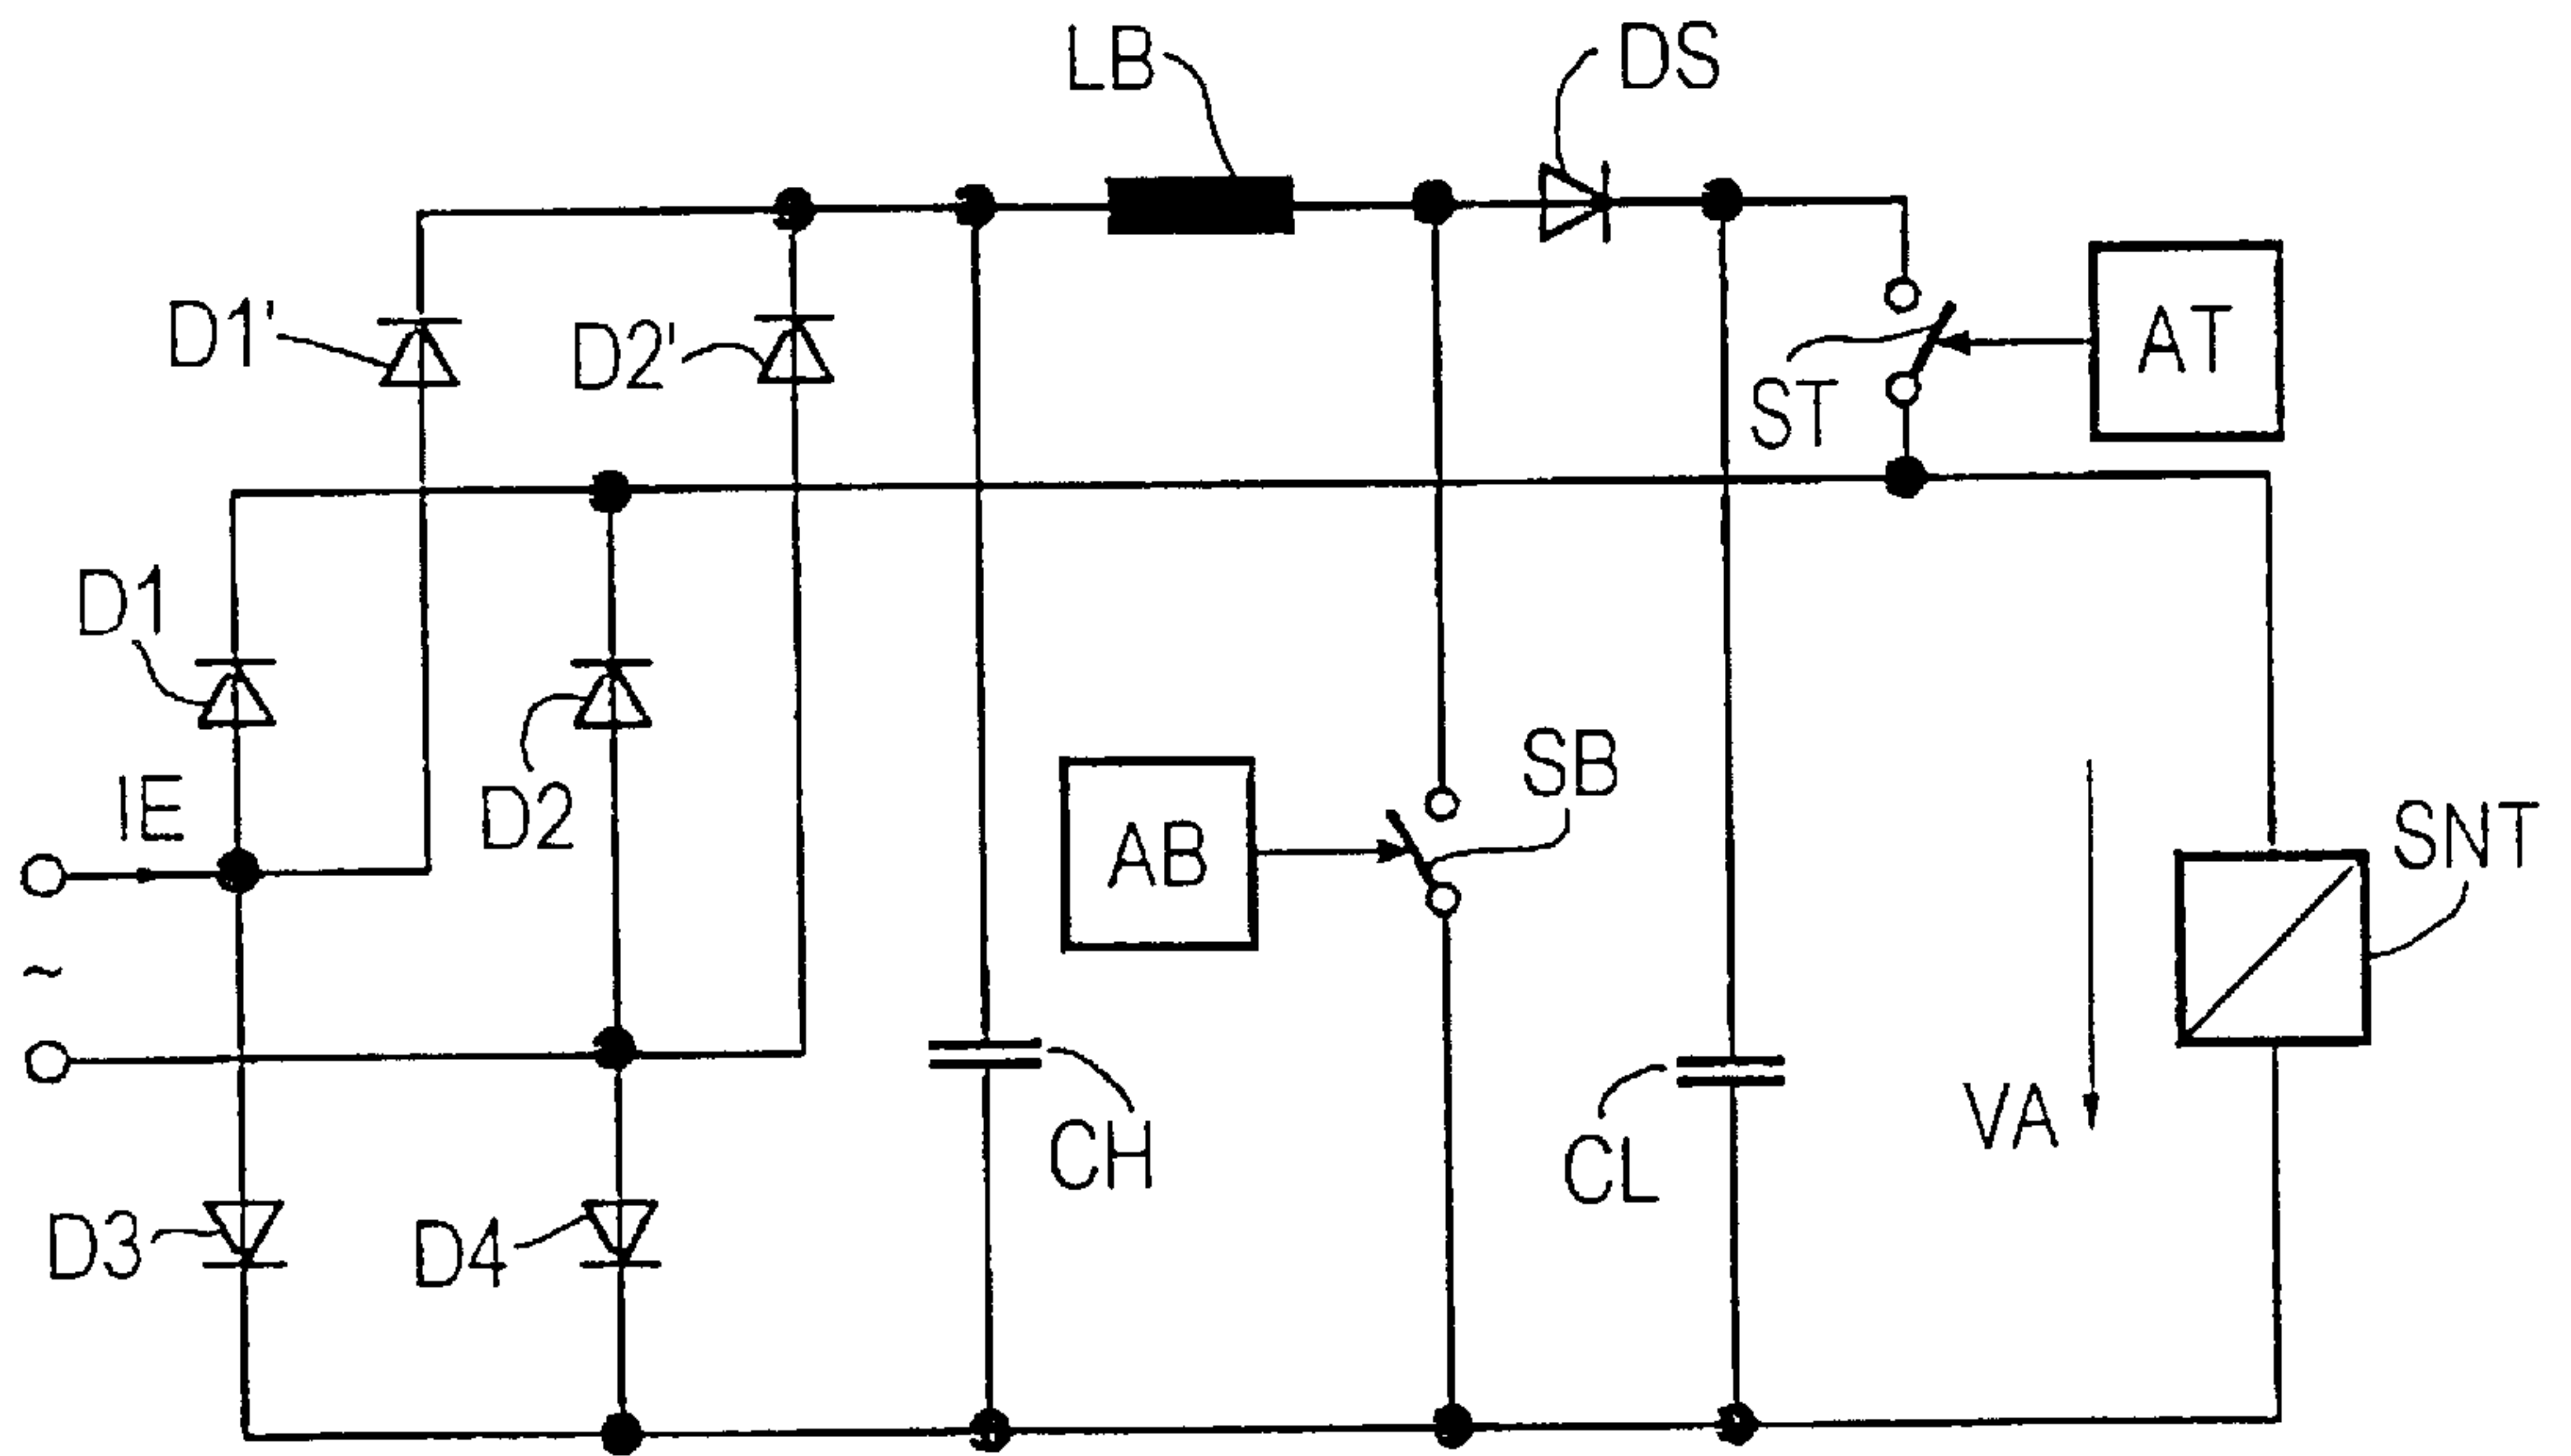 LB
DS
D1'
D2'
ST
AT
D1
IE
D2
AB
SB
SNT
~
CH
CL
VA
D3
D4